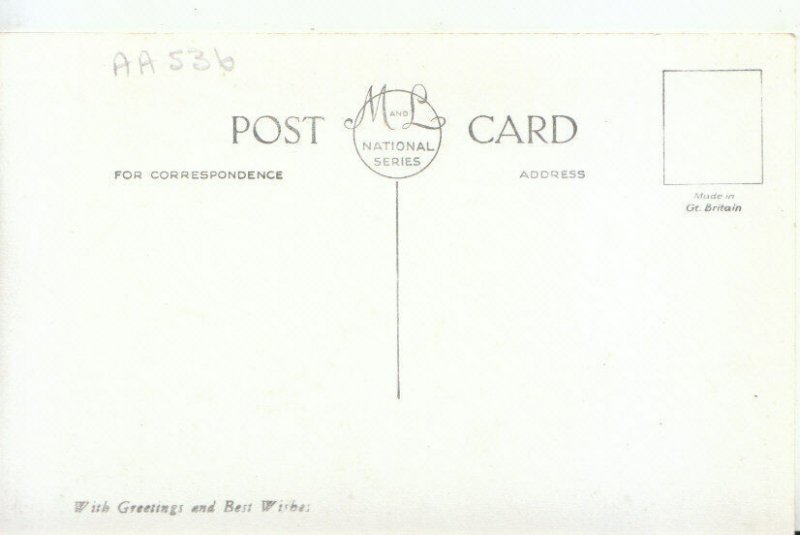 AA536
POST M AND L CARD
NATIONAL
SERIES
FOR CORRESPONDENCE
ADDRESS
Made in
Gt. Britain
With Greetings and Best Wishes